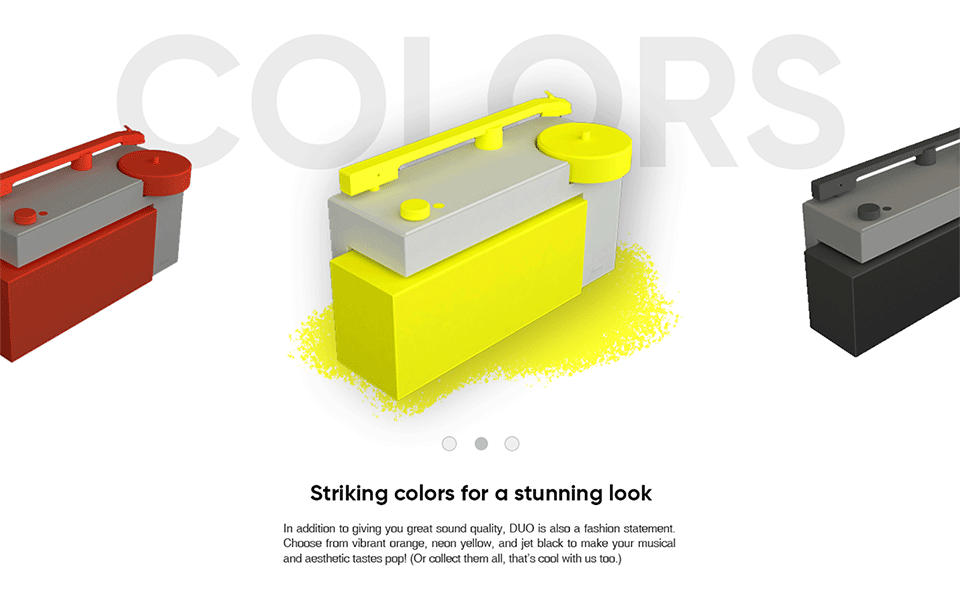 COLORS
Striking colors for a stunning look
In addition to giving you great sound quality, DUO is also a fashion statement.
Choose from vibrant orange, neon yellow, and jet black to make your musical
and aesthetic tastes pop! (Or collect them all, that's cool with us too.)